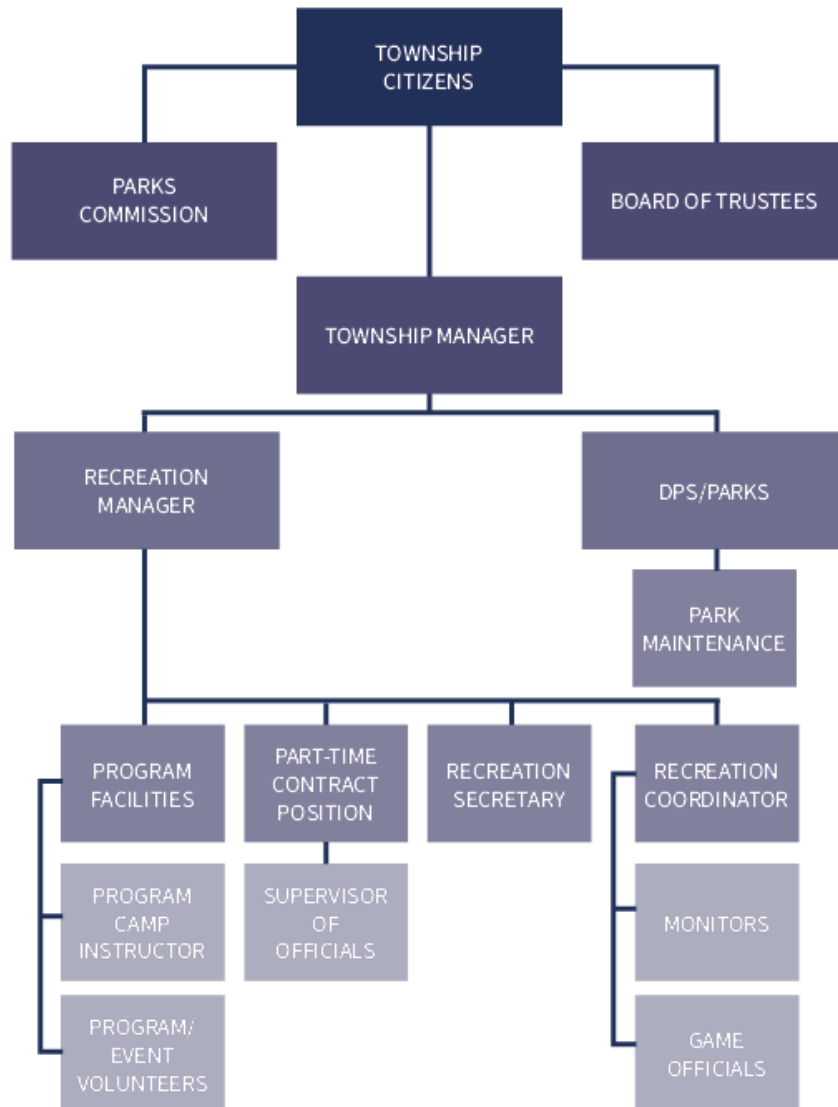 TOWNSHIP
CITIZENS
PARKS
COMMISSION
BOARD OF TRUSTEES
TOWNSHIP MANAGER
RECREATION
MANAGER
DPS/PARKS
PARK
MAINTENANCE
PROGRAM
FACILITIES
PART-TIME
CONTRACT
POSITION
RECREATION
SECRETARY
RECREATION
COORDINATOR
PROGRAM
CAMP
INSTRUCTOR
SUPERVISOR
OF
OFFICIALS
MONITORS
PROGRAM/
EVENT
VOLUNTEERS
GAME
OFFICIALS